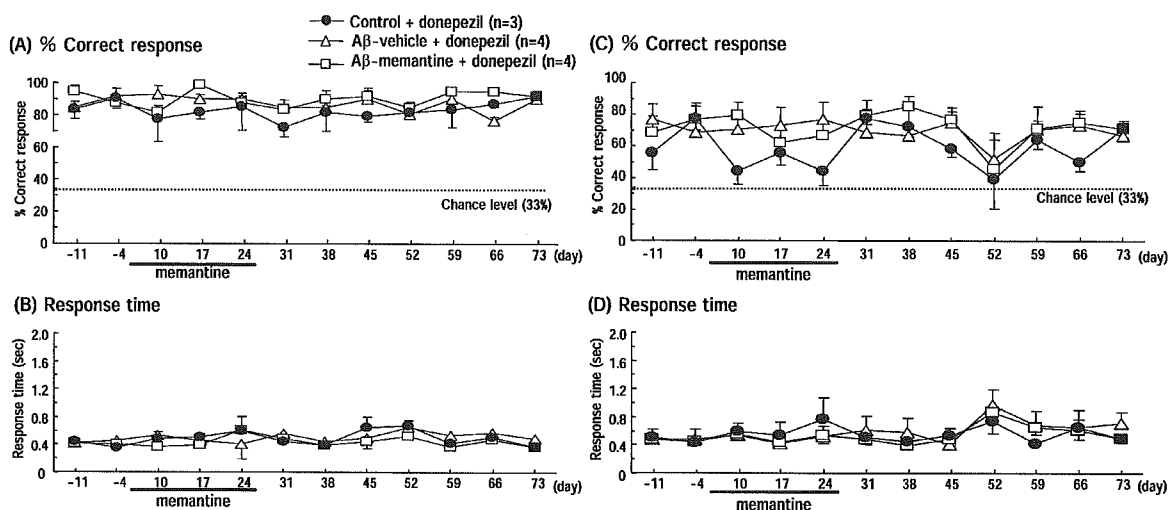 Control + donepezil (n=3)
Aβ-vehicle + donepezil (n=4)
Aβ-memantine + donepezil (n=4)
(A) % Correct response
% Correct response
100
80
60
40
20
0
Chance level (33%)
-11 -4 10 17 24 31 38 45 52 59 66 73 (day)
memantine
(B) Response time
Response time (sec)
2.0
1.6
1.2
0.8
0.4
0
-11 -4 10 17 24 31 38 45 52 59 66 73 (day)
memantine
(C) % Correct response
% Correct response
100
80
60
40
20
0
Chance level (33%)
-11 -4 10 17 24 31 38 45 52 59 66 73 (day)
memantine
(D) Response time
Response time (sec)
2.0
1.6
1.2
0.8
0.4
0
-11 -4 10 17 24 31 38 45 52 59 66 73 (day)
memantine